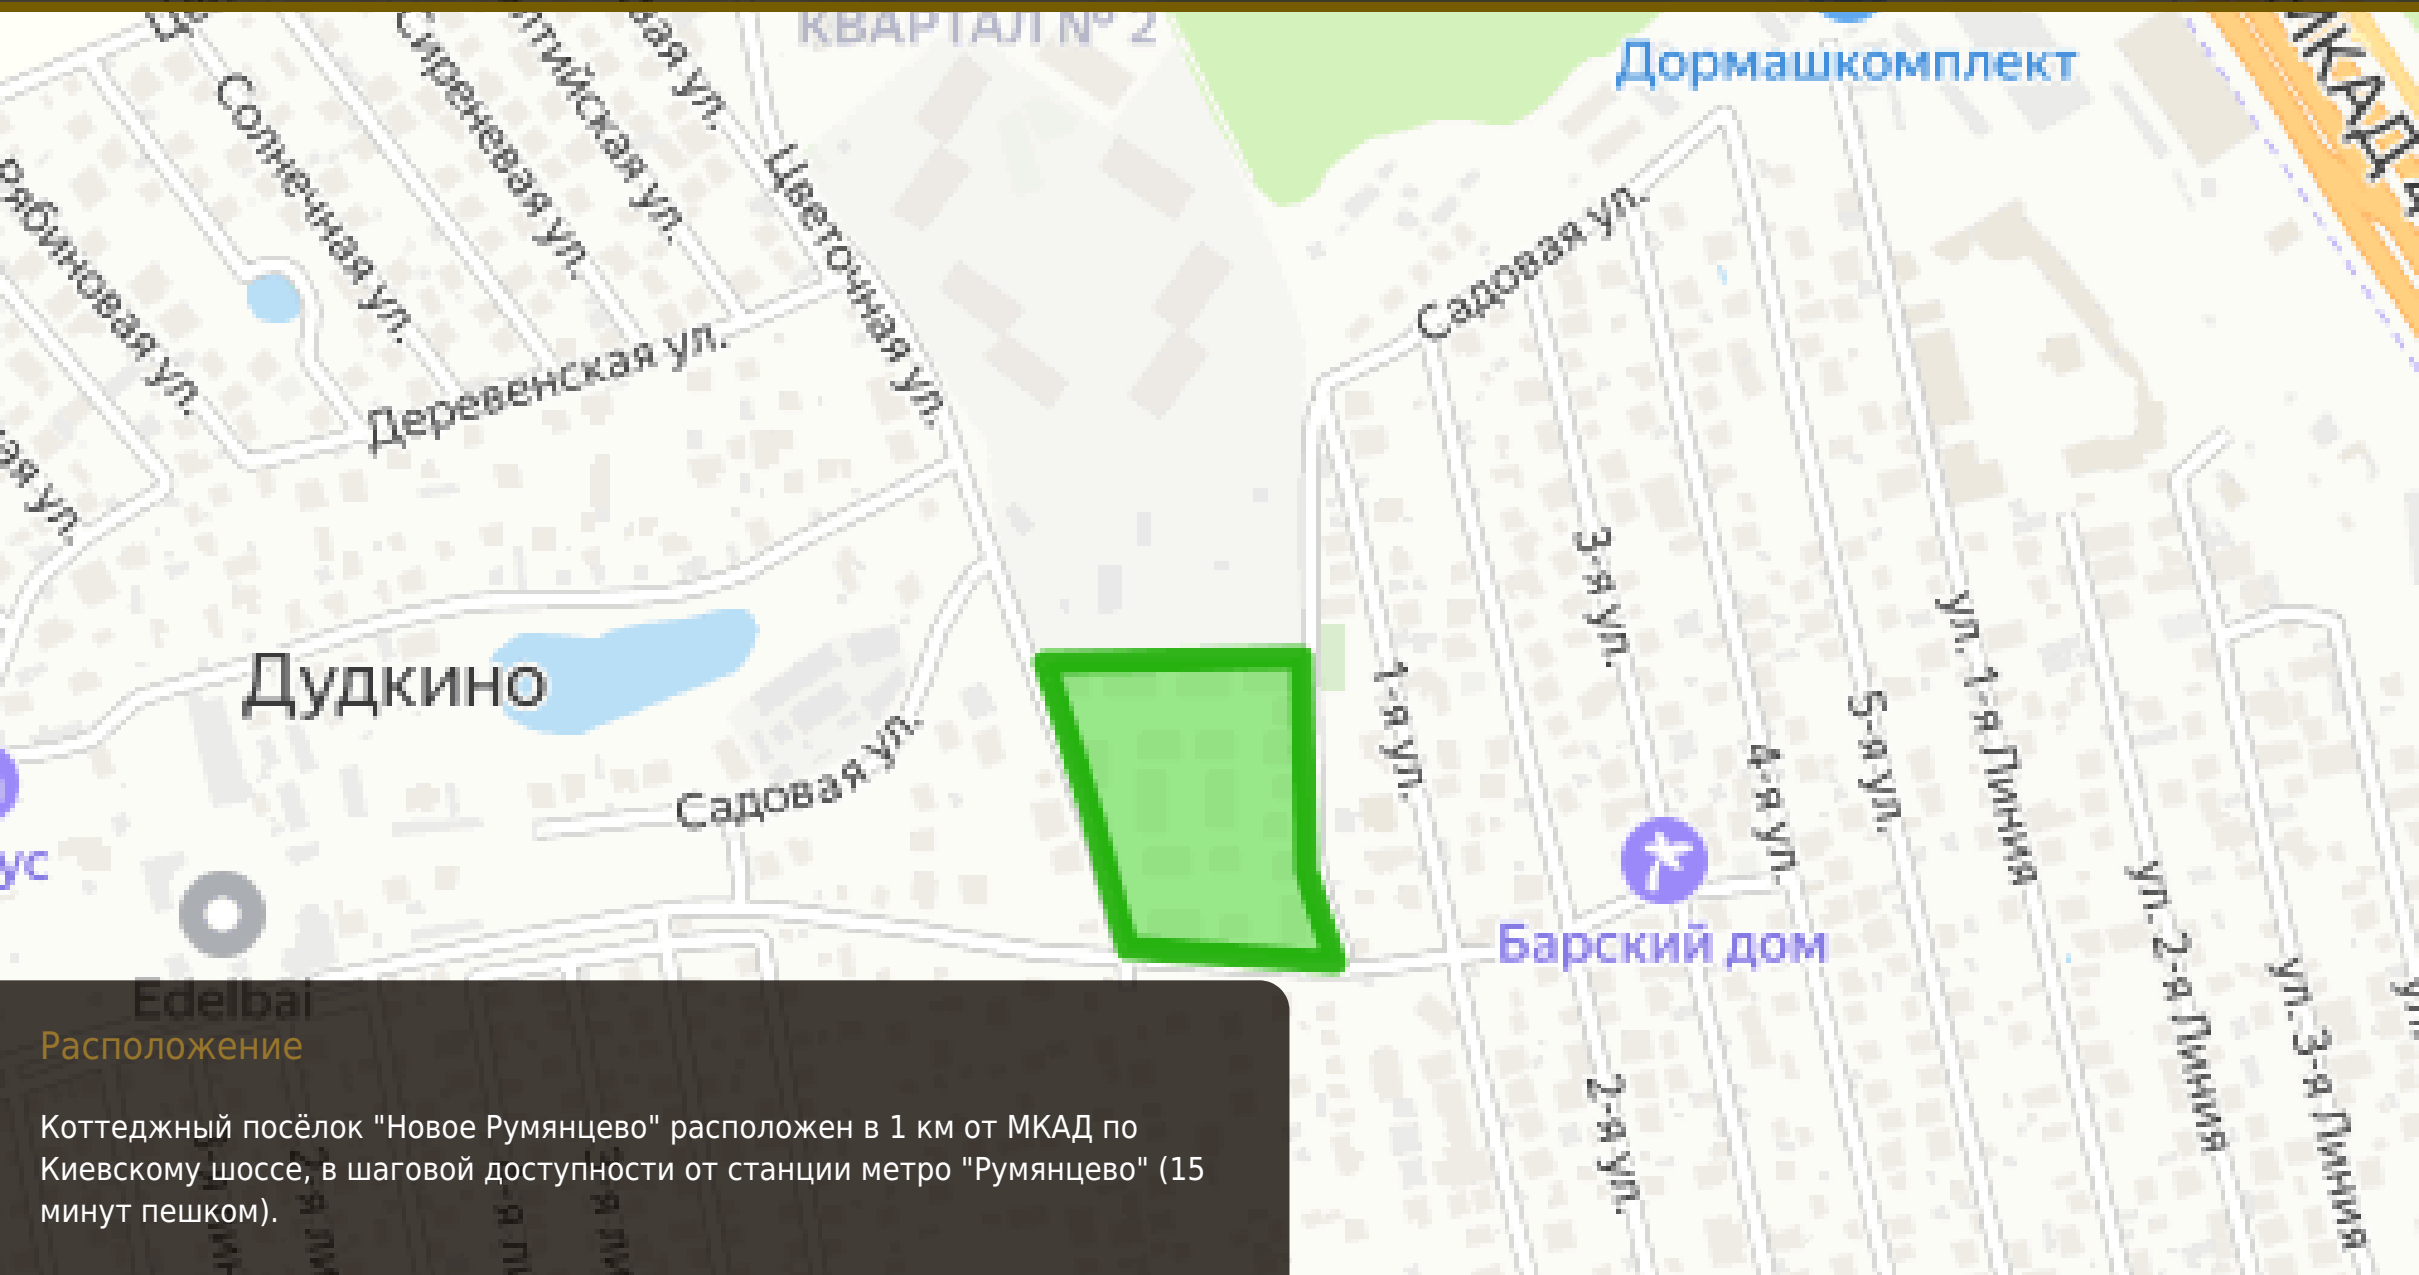 КВАРТАЛ № 2
Дормашкомплект
МКАД
Солнечная ул.
Сиреневая ул.
Цветочная ул.
Рябиновая ул.
Деревенская ул.
Садовая ул.
3-я ул.
ул. 1-я Линия
Дудкино
1-я ул.
5-я ул.
4-я ул.
Садовая ул.
ул. 2-я Линия
Барский дом
ул. 3-я Линия
Edelbai
2-я ул.
Расположение
Коттеджный посёлок "Новое Румянцево" расположен в 1 км от МКАД по
Киевскому шоссе, в шаговой доступности от станции метро "Румянцево" (15
минут пешком).